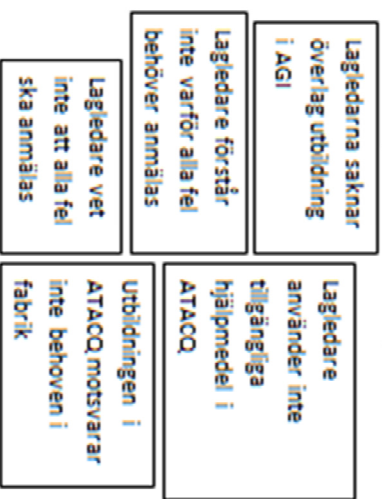 Lagledarna saknar
överlag utbildning
i AGI
Lagledare förstår
inte varför alla fel
behöver anmälas
Lagledare vet
inte att alla fel
ska anmälas
Lagledare
använder inte
tillgängliga
hjälpmedel i
ATACQ
Utbildningen i
ATACQ motsvarar
inte behoven i
fabrik